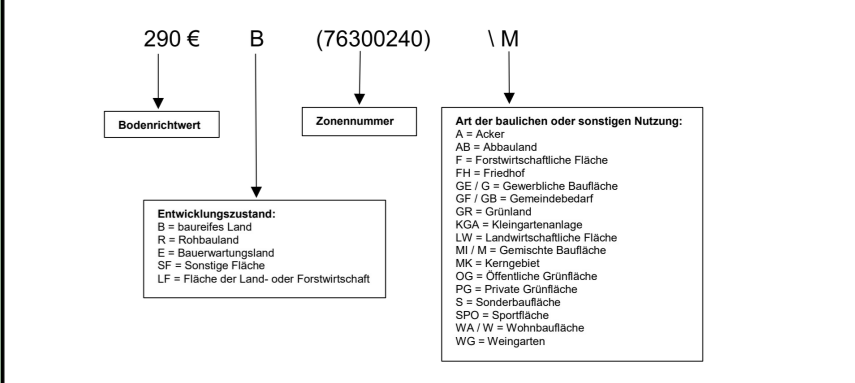 290 € B (76300240) \ M
Bodenrichtwert
Zonennummer
Entwicklungszustand:
B = baureifes Land
R = Rohbauland
E = Bauerwartungsland
SF = Sonstige Fläche
LF = Fläche der Land- oder Forstwirtschaft
Art der baulichen oder sonstigen Nutzung:
A = Acker
AB = Abbauland
F = Forstwirtschaftliche Fläche
FH = Friedhof
GE / G = Gewerbliche Baufläche
GF / GB = Gemeindebedarf
GR = Grünland
KGA = Kleingartenanlage
LW = Landwirtschaftliche Fläche
MI / M = Gemischte Baufläche
MK = Kerngebiet
OG = Öffentliche Grünfläche
PG = Private Grünfläche
S = Sonderbaufläche
SPO = Sportfläche
WA / W = Wohnbaufläche
WG = Weingarten